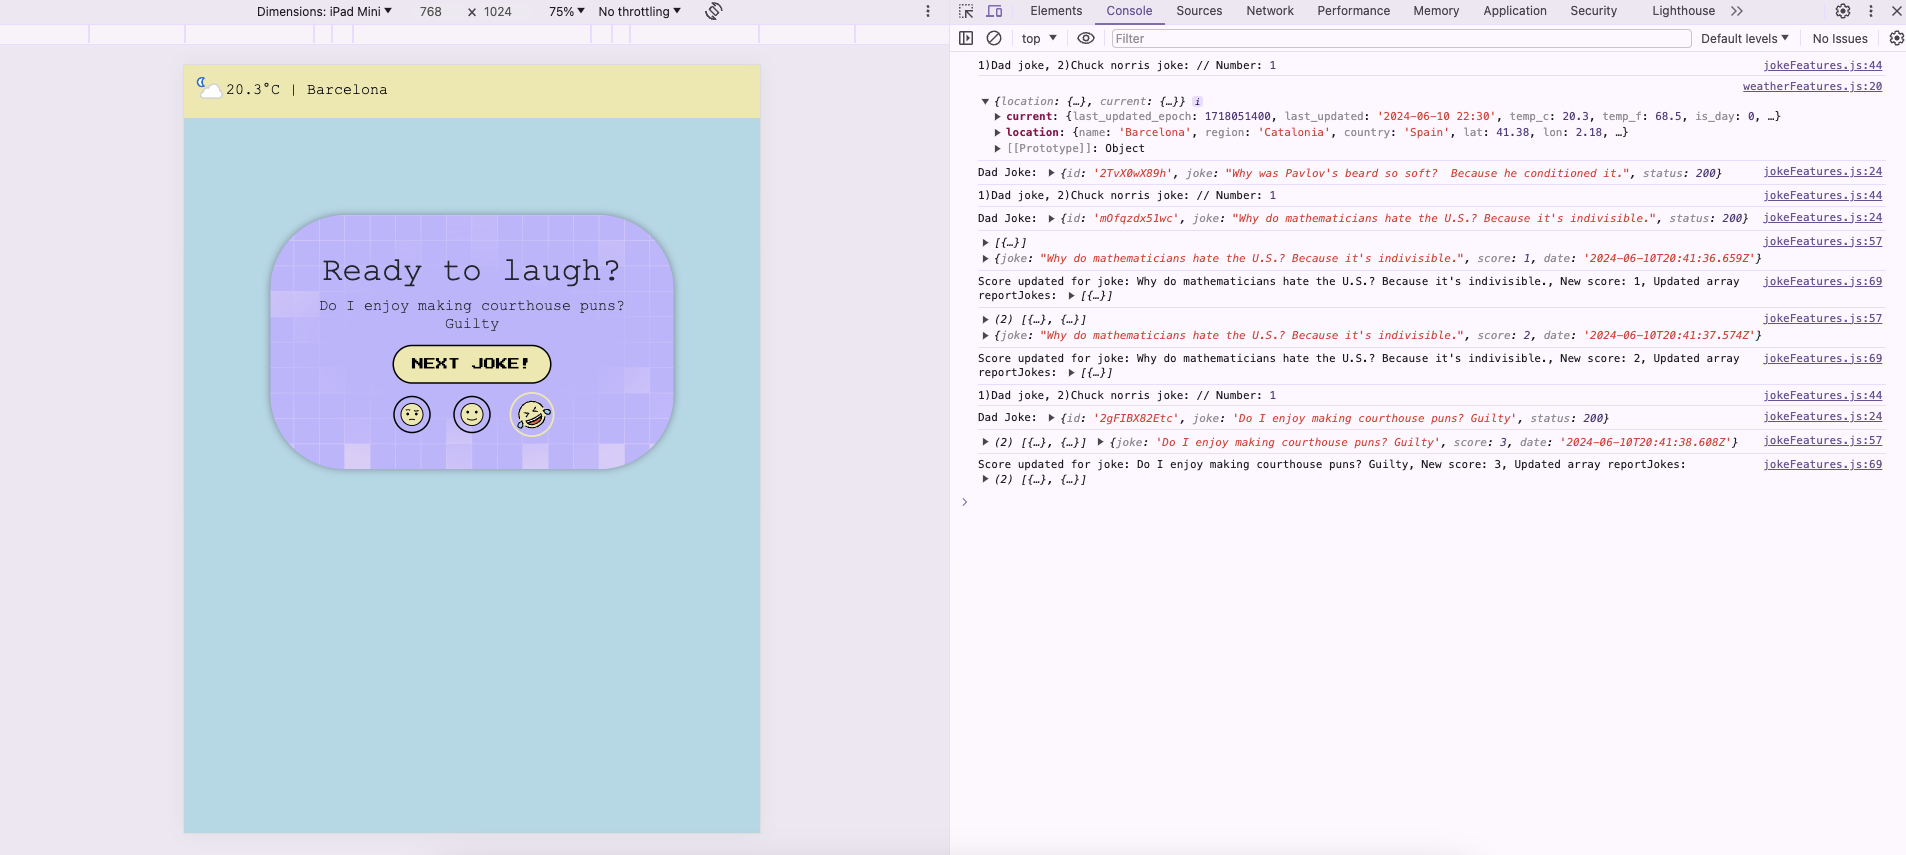 Dimensions: iPad Mini 768 × 1024 75% No throttling
20.3°C | Barcelona
Ready to laugh?
Do I enjoy making courthouse puns?
Guilty
NEXT JOKE!
Elements Console Sources Network Performance Memory Application Security Lighthouse
top Filter Default levels No Issues
1)Dad joke, 2)Chuck norris joke: // Number: 1 jokeFeatures.js:44
weatherFeatures.js:20
{location: {…}, current: {…}} i
current: {last_updated_epoch: 1718051400, last_updated: '2024-06-10 22:30', temp_c: 20.3, temp_f: 68.5, is_day: 0, …}
location: {name: 'Barcelona', region: 'Catalonia', country: 'Spain', lat: 41.38, lon: 2.18, …}
[[Prototype]]: Object
Dad Joke: {id: '2TvX0wX89h', joke: "Why was Pavlov's beard so soft?  Because he conditioned it.", status: 200} jokeFeatures.js:24
1)Dad joke, 2)Chuck norris joke: // Number: 1 jokeFeatures.js:44
Dad Joke: {id: 'mOfqzdx51wc', joke: "Why do mathematicians hate the U.S.? Because it's indivisible.", status: 200} jokeFeatures.js:24
[{…}] jokeFeatures.js:57
{joke: "Why do mathematicians hate the U.S.? Because it's indivisible.", score: 1, date: '2024-06-10T20:41:36.659Z'}
Score updated for joke: Why do mathematicians hate the U.S.? Because it's indivisible., New score: 1, Updated array jokeFeatures.js:69
reportJokes: [{…}]
(2) [{…}, {…}] jokeFeatures.js:57
{joke: "Why do mathematicians hate the U.S.? Because it's indivisible.", score: 2, date: '2024-06-10T20:41:37.574Z'}
Score updated for joke: Why do mathematicians hate the U.S.? Because it's indivisible., New score: 2, Updated array jokeFeatures.js:69
reportJokes: [{…}]
1)Dad joke, 2)Chuck norris joke: // Number: 1 jokeFeatures.js:44
Dad Joke: {id: '2gFIBX82Etc', joke: 'Do I enjoy making courthouse puns? Guilty', status: 200} jokeFeatures.js:24
(2) [{…}, {…}] {joke: 'Do I enjoy making courthouse puns? Guilty', score: 3, date: '2024-06-10T20:41:38.608Z'} jokeFeatures.js:57
Score updated for joke: Do I enjoy making courthouse puns? Guilty, New score: 3, Updated array reportJokes: jokeFeatures.js:69
(2) [{…}, {…}]